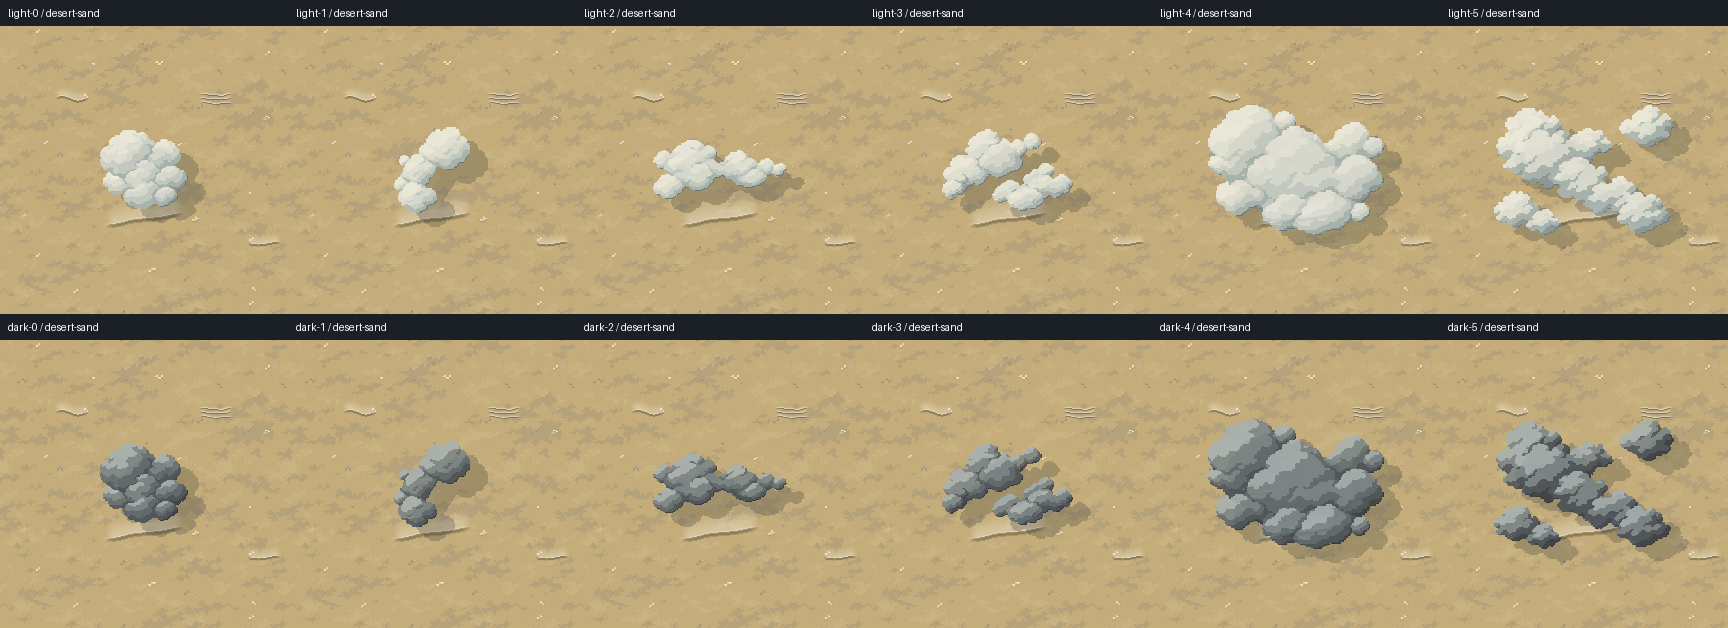 light-0 / desert-sand
light-1 / desert-sand
light-2 / desert-sand
light-3 / desert-sand
light-4 / desert-sand
light-5 / desert-sand
dark-0 / desert-sand
dark-1 / desert-sand
dark-2 / desert-sand
dark-3 / desert-sand
dark-4 / desert-sand
dark-5 / desert-sand